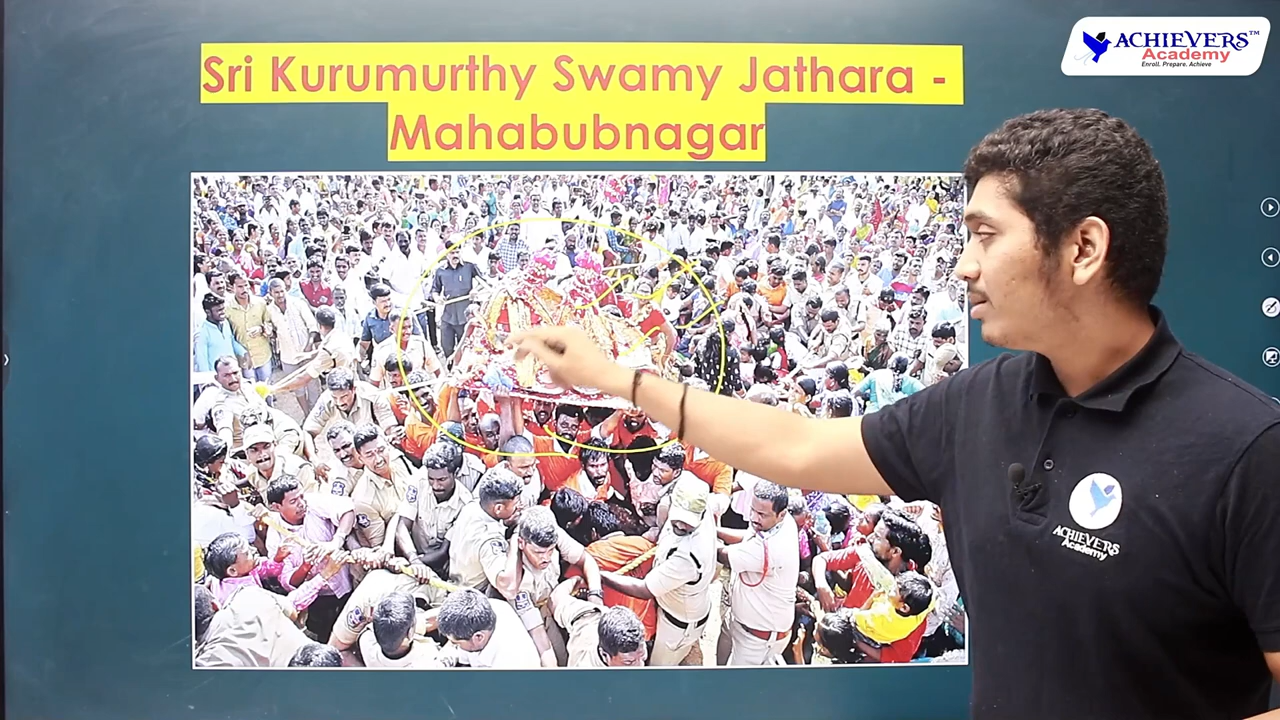 ACHIEVERS™
Academy
Enroll. Prepare. Achieve
Sri Kurumurthy Swamy Jathara -
Mahabubnagar
ACHIEVERS
Academy